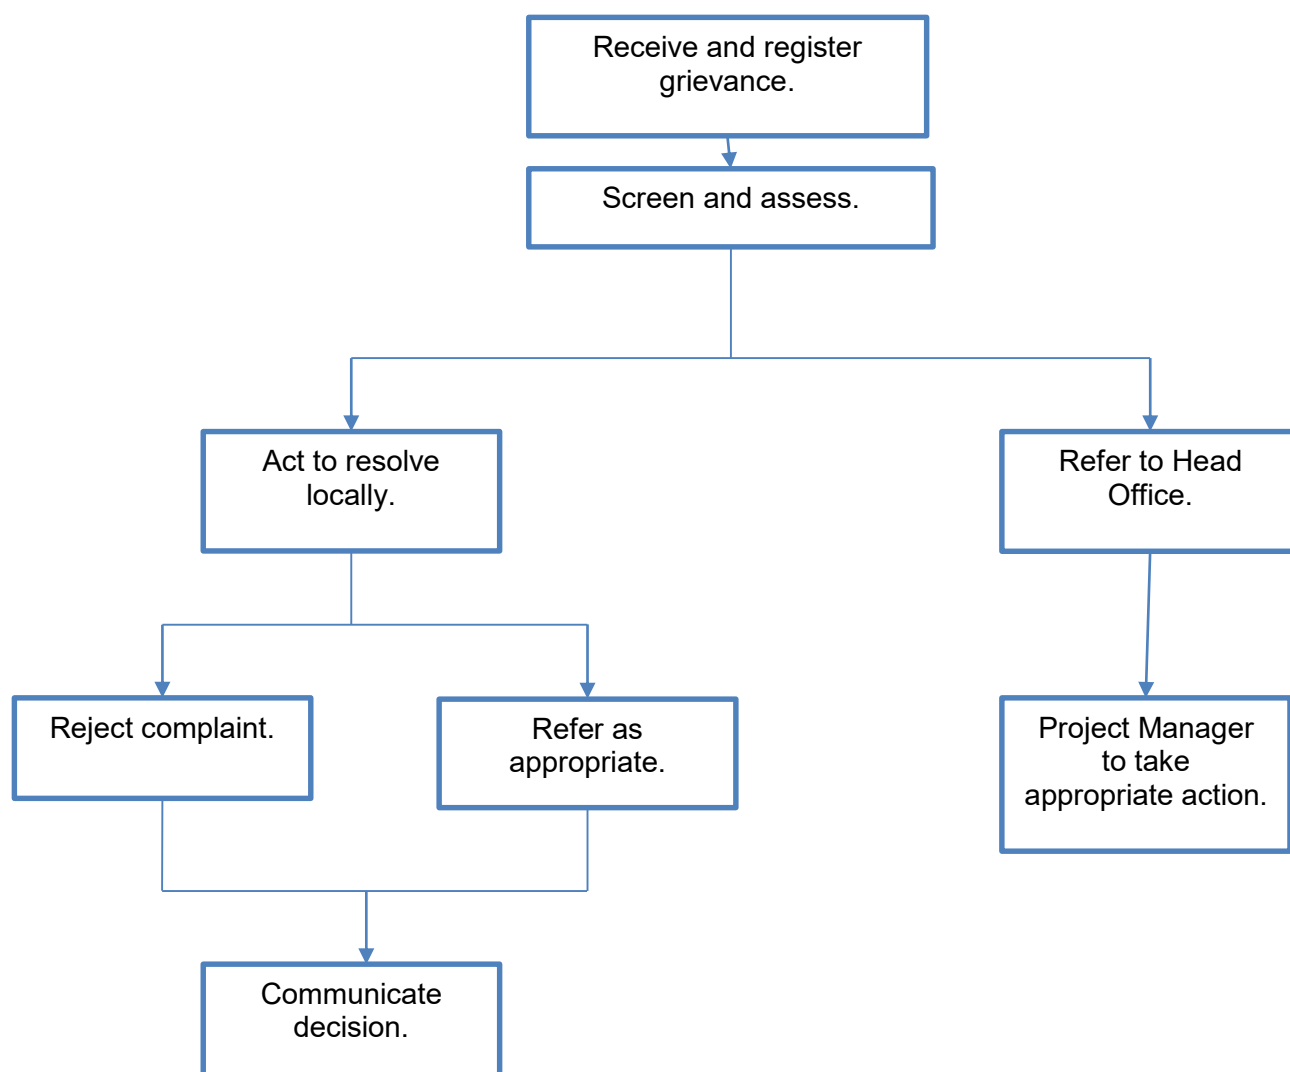 Receive and register
grievance.
Screen and assess.
Act to resolve
locally.
Refer to Head
Office.
Reject complaint.
Refer as
appropriate.
Project Manager
to take
appropriate action.
Communicate
decision.